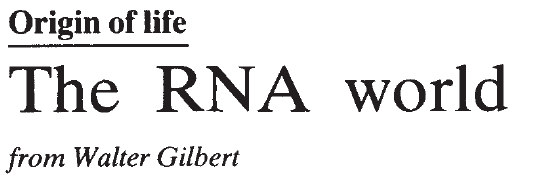 Origin of life
The RNA world
from Walter Gilbert